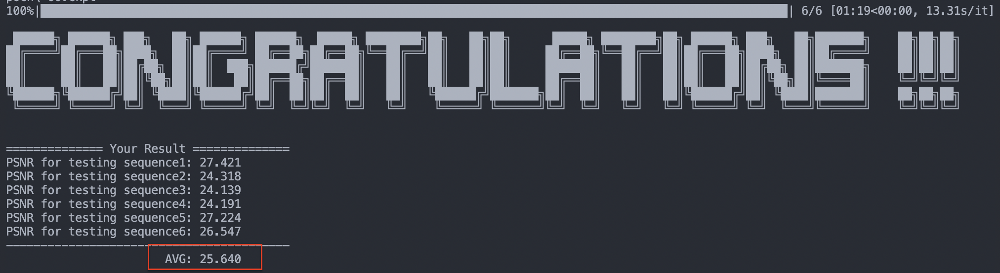 100%| | 6/6 [01:19<00:00, 13.31s/it]
CONGRATULATIONS !!!
============== Your Result ==============
PSNR for testing sequence1: 27.421
PSNR for testing sequence2: 24.318
PSNR for testing sequence3: 24.139
PSNR for testing sequence4: 24.191
PSNR for testing sequence5: 27.224
PSNR for testing sequence6: 26.547
-----------------------------------------
AVG: 25.640